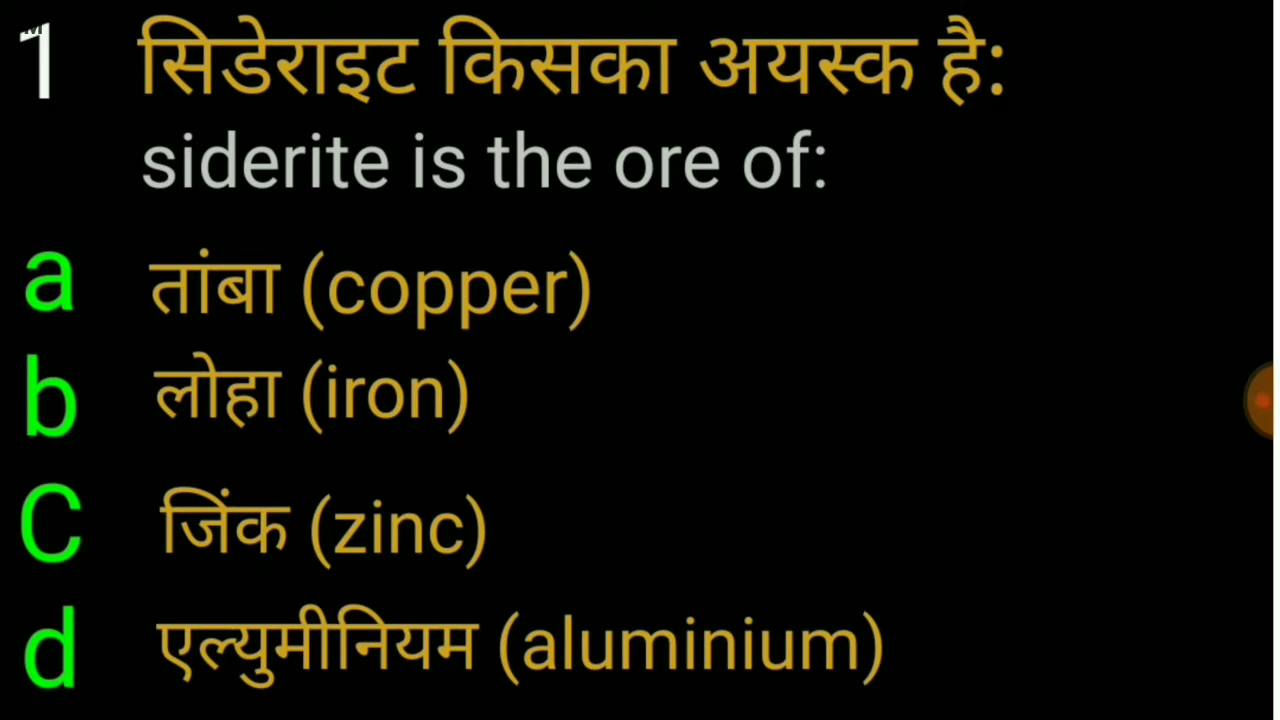 1 सिडेराइट किसका अयस्क है:
siderite is the ore of:
a तांबा (copper)
b लोहा (iron)
C जिंक (zinc)
d एल्युमीनियम (aluminium)